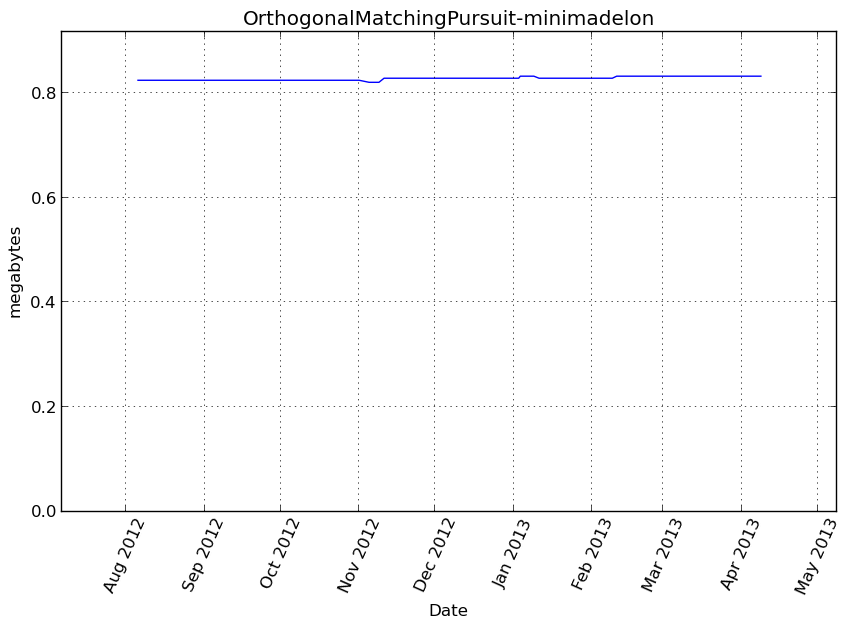 OrthogonalMatchingPursuit-minimadelon
megabytes
0.8
0.6
0.4
0.2
0.0
Aug 2012
Sep 2012
Oct 2012
Nov 2012
Dec 2012
Jan 2013
Feb 2013
Mar 2013
Apr 2013
May 2013
Date